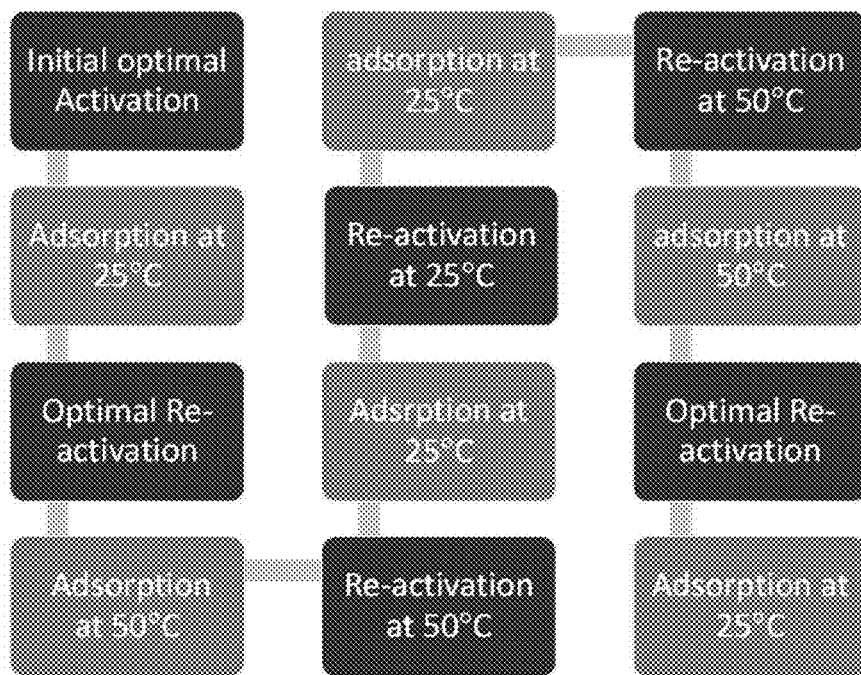 Initial optimal
Activation
Adsorption at
25°C
Optimal Re-
activation
Adsorption
at 50°C
Re-activation
at 50°C
Adsrption at
25°C
Re-activation
at 25°C
adsorption at
25°C
Re-activation
at 50°C
adsorption at
50°C
Optimal Re-
activation
Adsorption at
25°C